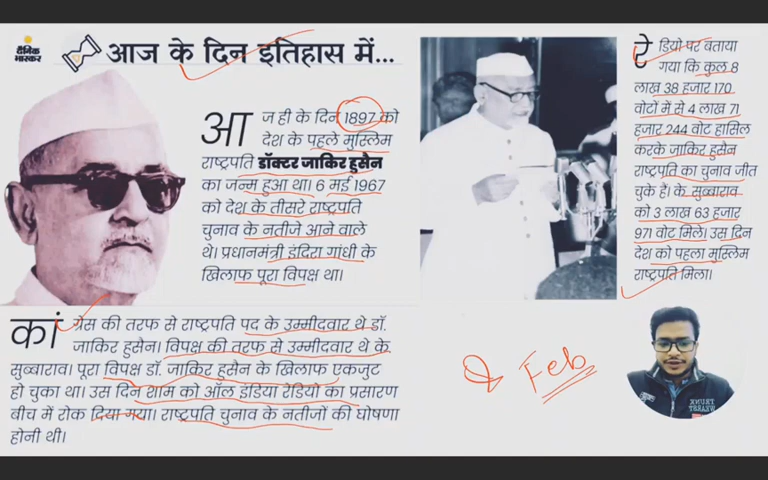 दैनिक
भास्कर
आज के दिन इतिहास में...
आज ही के दिन 1897 को
देश के पहले मुस्लिम
राष्ट्रपति डॉक्टर जाकिर हुसैन
का जन्म हुआ था। 6 मई 1967
को देश के तीसरे राष्ट्रपति
चुनाव के नतीजे आने वाले
थे। प्रधानमंत्री इंदिरा गांधी के
खिलाफ पूरा विपक्ष था।
कांग्रेस की तरफ से राष्ट्रपति पद के उम्मीदवार थे डॉ.
जाकिर हुसैन। विपक्ष की तरफ से उम्मीदवार थे के
सुब्बाराव। पूरा विपक्ष डॉ. जाकिर हुसैन के खिलाफ एकजुट
हो चुका था। उस दिन शाम को ऑल इंडिया रेडियो का प्रसारण
बीच में रोक दिया गया। राष्ट्रपति चुनाव के नतीजों की घोषणा
होनी थी।
रेडियो पर बताया
गया कि कुल 8
लाख 38 हजार 170
वोटों में से 4 लाख 71
हजार 244 वोट हासिल
करके जाकिर हुसैन
राष्ट्रपति का चुनाव जीत
चुके हैं। के सुब्बाराव
को 3 लाख 63 हजार
971 वोट मिले। उस दिन
देश को पहला मुस्लिम
राष्ट्रपति मिला।
8 Feb